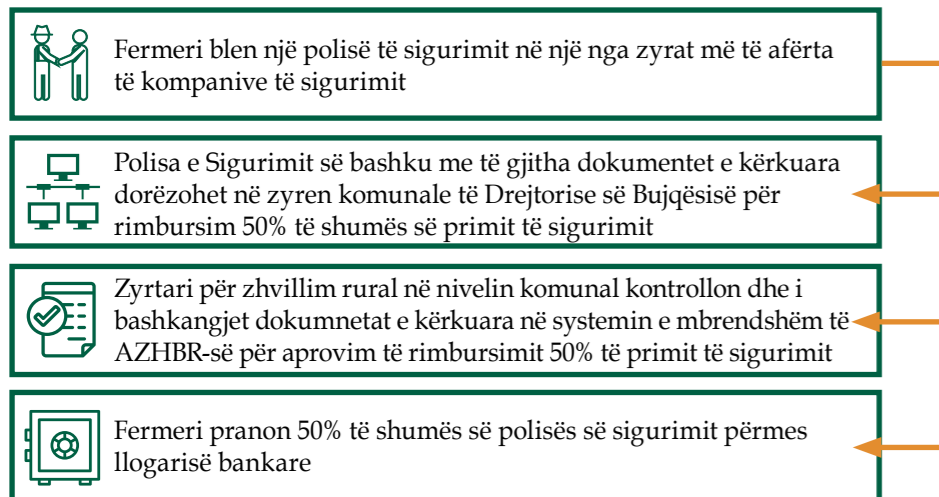 Fermeri blen një polisë të sigurimit në një nga zyrat më të afërta
të kompanive të sigurimit
Polisa e Sigurimit së bashku me të gjitha dokumentet e kërkuara
dorëzohet në zyren komunale të Drejtorise së Bujqësisë për
rimbursim 50% të shumës së primit të sigurimit
Zyrtari për zhvillim rural në nivelin komunal kontrollon dhe i
bashkangjet dokumnetat e kërkuara në systemin e mbrendshëm të
AZHBR-së për aprovim të rimbursimit 50% të primit të sigurimit
Fermeri pranon 50% të shumës së polisës së sigurimit përmes
llogarisë bankare